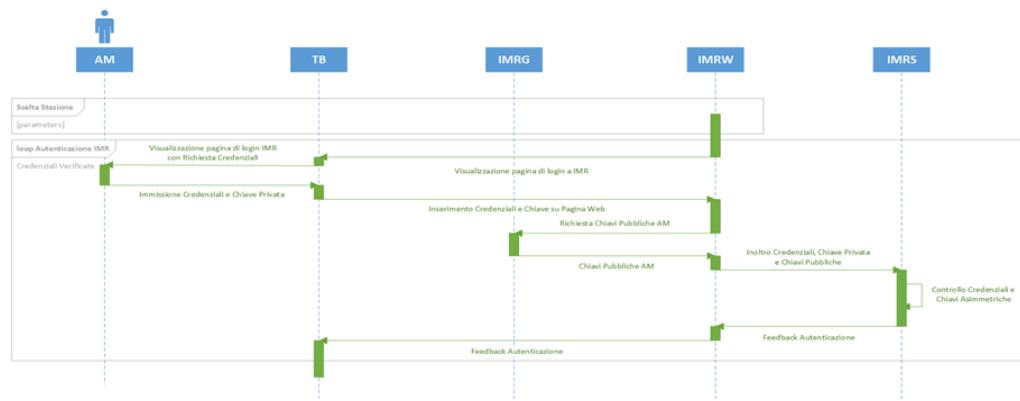 AM
TB
IMRG
IMRW
IMRS
Scelta Stazione
[parameters]
loop Autenticazione IMR
Credenziali Verificate
Visualizzazione pagina di login IMR
con Richiesta Credenziali
Visualizzazione pagina di login a IMR
Immissione Credenziali e Chiave Privata
Inserimento Credenziali e Chiave su Pagina Web
Richiesta Chiavi Pubbliche AM
Chiavi Pubbliche AM
Inoltro Credenziali, Chiave Privata
e Chiavi Pubbliche
Controllo Credenziali e
Chiavi Asimmetriche
Feedback Autenticazione
Feedback Autenticazione